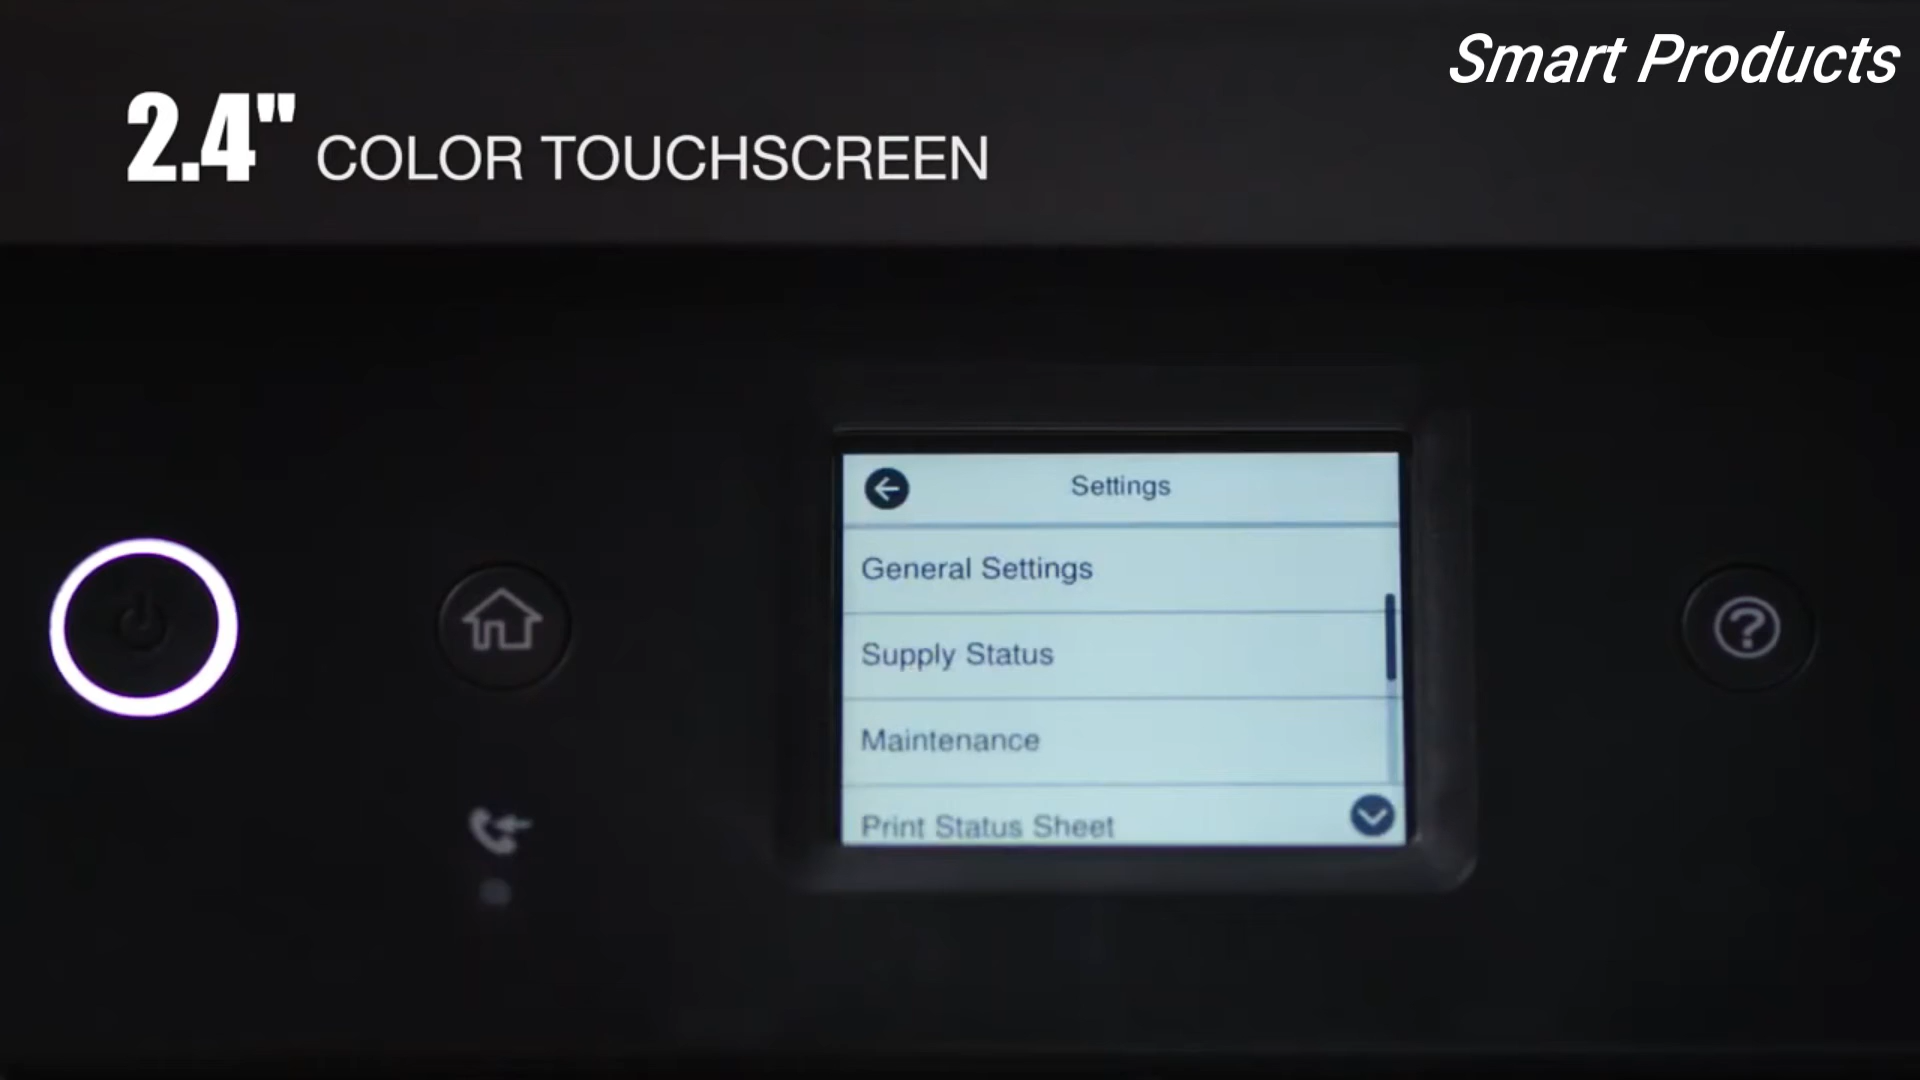 Smart Products
2.4" COLOR TOUCHSCREEN
Settings
General Settings
Supply Status
Maintenance
Print Status Sheet